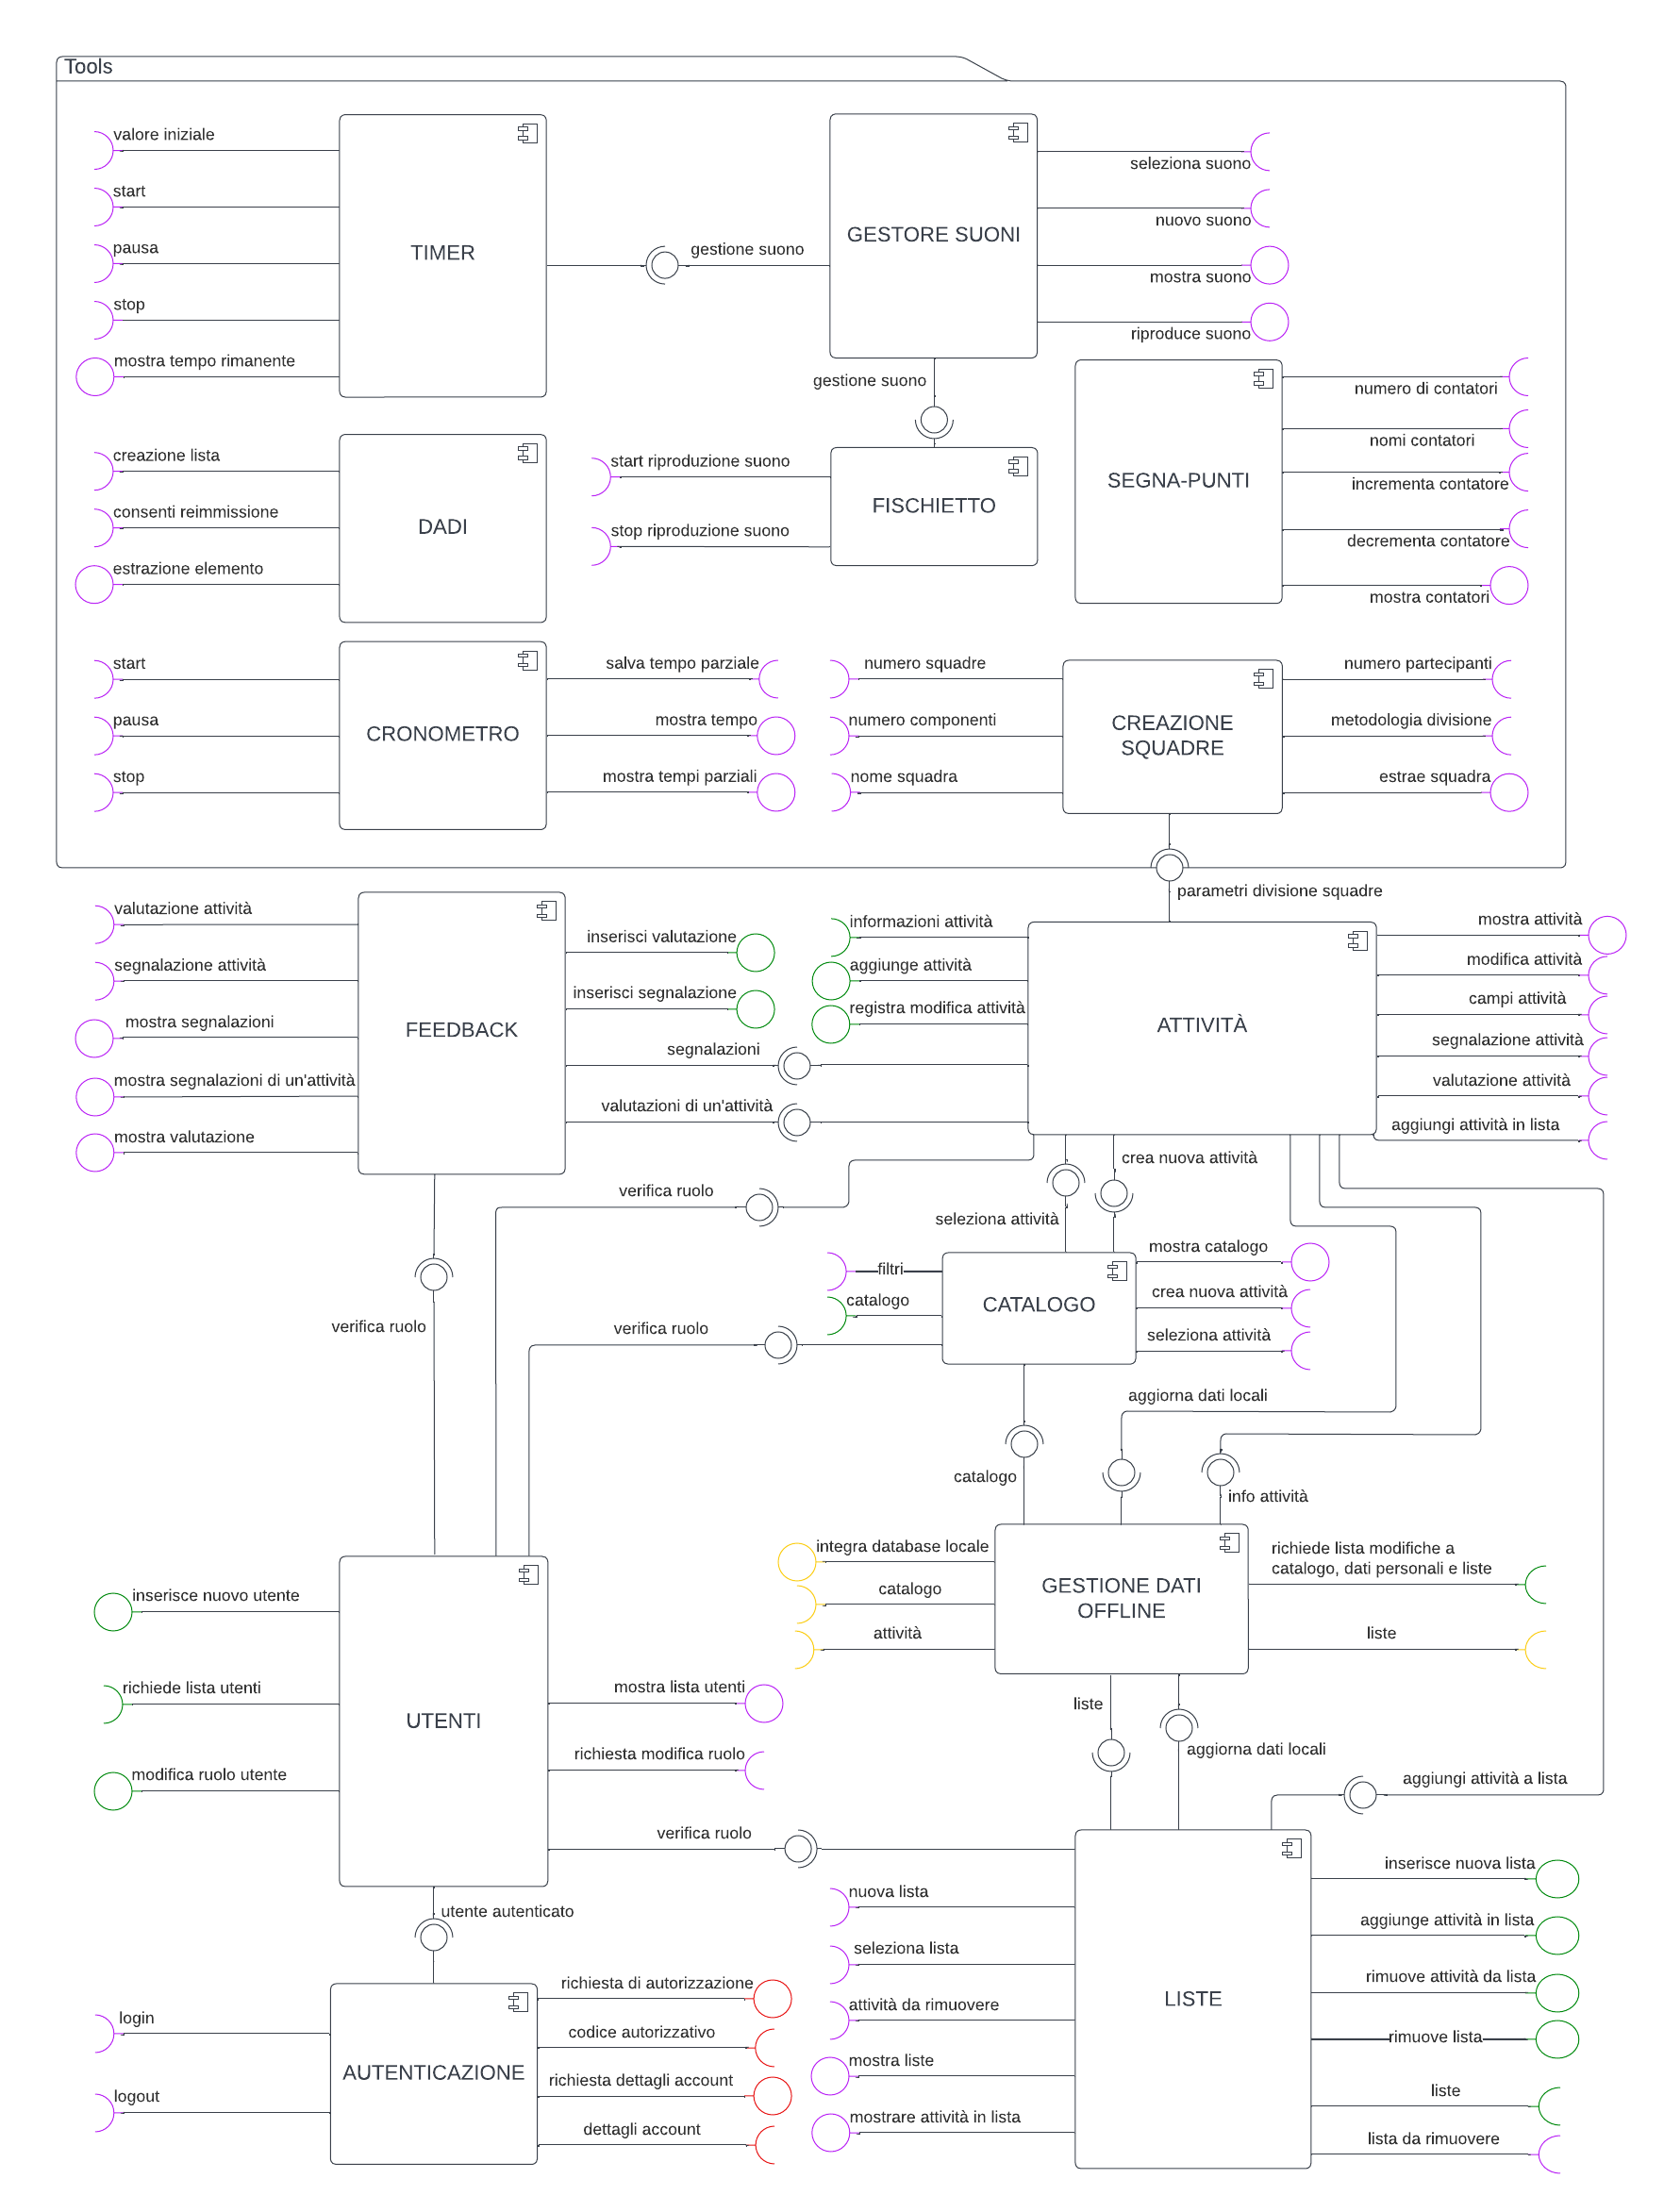 Tools
valore iniziale
start
pausa
stop
mostra tempo rimanente
TIMER
gestione suono
GESTORE SUONI
seleziona suono
nuovo suono
mostra suono
riproduce suono
gestione suono
creazione lista
consenti reimmissione
estrazione elemento
DADI
start riproduzione suono
stop riproduzione suono
FISCHIETTO
SEGNA-PUNTI
numero di contatori
nomi contatori
incrementa contatore
decrementa contatore
mostra contatori
start
pausa
stop
CRONOMETRO
salva tempo parziale
mostra tempo
mostra tempi parziali
numero squadre
numero componenti
nome squadra
CREAZIONE
SQUADRE
numero partecipanti
metodologia divisione
estrae squadra
parametri divisione squadre
valutazione attività
segnalazione attività
mostra segnalazioni
mostra segnalazioni di un'attività
mostra valutazione
FEEDBACK
inserisci valutazione
inserisci segnalazione
segnalazioni
valutazioni di un'attività
informazioni attività
aggiunge attività
registra modifica attività
ATTIVITÀ
mostra attività
modifica attività
campi attività
segnalazione attività
valutazione attività
aggiungi attività in lista
verifica ruolo
seleziona attività
crea nuova attività
verifica ruolo
filtri
catalogo
verifica ruolo
CATALOGO
mostra catalogo
crea nuova attività
seleziona attività
aggiorna dati locali
catalogo
info attività
integra database locale
catalogo
attività
GESTIONE DATI
OFFLINE
richiede lista modifiche a
catalogo, dati personali e liste
liste
inserisce nuovo utente
richiede lista utenti
modifica ruolo utente
UTENTI
mostra lista utenti
richiesta modifica ruolo
verifica ruolo
liste
aggiorna dati locali
aggiungi attività a lista
utente autenticato
login
logout
AUTENTICAZIONE
richiesta di autorizzazione
codice autorizzativo
richiesta dettagli account
dettagli account
nuova lista
seleziona lista
attività da rimuovere
mostra liste
mostrare attività in lista
LISTE
inserisce nuova lista
aggiunge attività in lista
rimuove attività da lista
rimuove lista
liste
lista da rimuovere